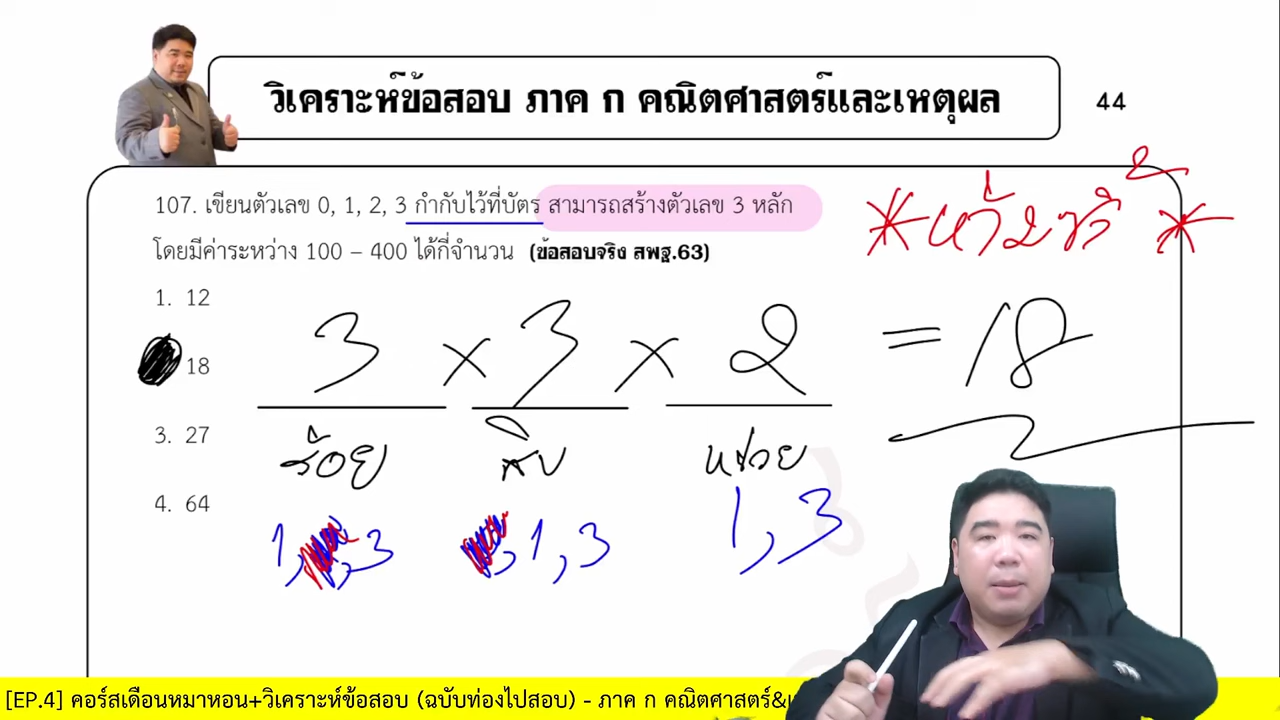 วิเคราะห์ข้อสอบ ภาค ก คณิตศาสตร์และเหตุผล
44
107. เขียนตัวเลข 0, 1, 2, 3 กำกับไว้ที่บัตร สามารถสร้างตัวเลข 3 หลัก
โดยมีค่าระหว่าง 100 – 400 ได้กี่จำนวน (ข้อสอบจริง สพฐ.63)
1. 12
18
3. 27
4. 64
3 × 3 × 2 = 18
ร้อย สิบ หน่วย
1, , 3
, 1, 3
1, 3
[EP.4] คอร์สเดือนหมาหอน+วิเคราะห์ข้อสอบ (ฉบับท่องไปสอบ) - ภาค ก คณิตศาสตร์&